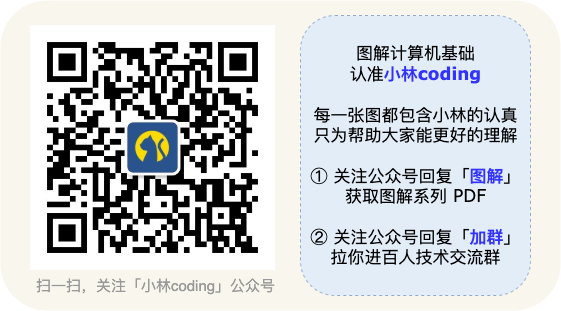 扫一扫，关注「小林coding」公众号
图解计算机基础
认准小林coding
每一张图都包含小林的认真
只为帮助大家能更好的理解
① 关注公众号回复「图解」
获取图解系列 PDF
② 关注公众号回复「加群」
拉你进百人技术交流群